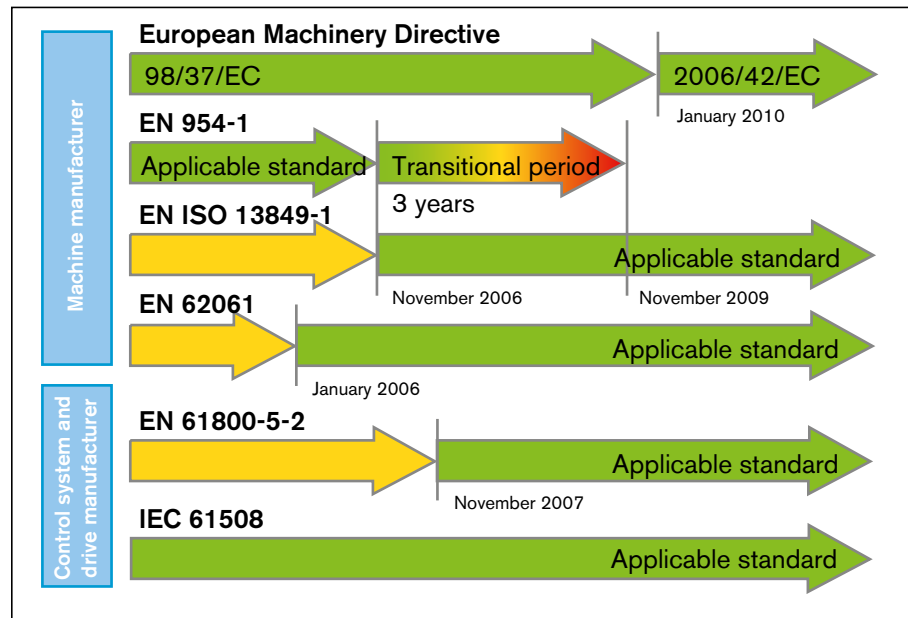 European Machinery Directive
98/37/EC
2006/42/EC
January 2010
EN 954-1
Applicable standard
Transitional period
3 years
EN ISO 13849-1
Applicable standard
November 2006
November 2009
EN 62061
Applicable standard
January 2006
Machine manufacturer
EN 61800-5-2
Applicable standard
November 2007
IEC 61508
Applicable standard
Control system and
drive manufacturer